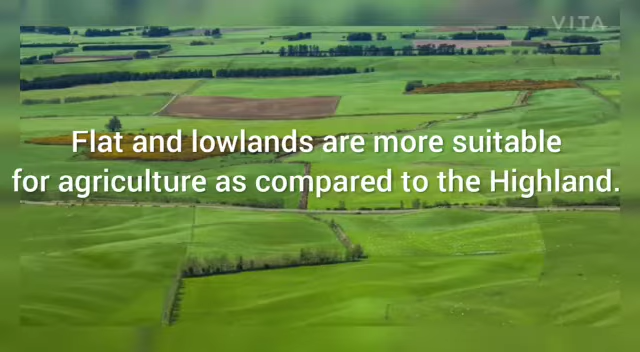 VITA
Flat and lowlands are more suitable
for agriculture as compared to the Highland.